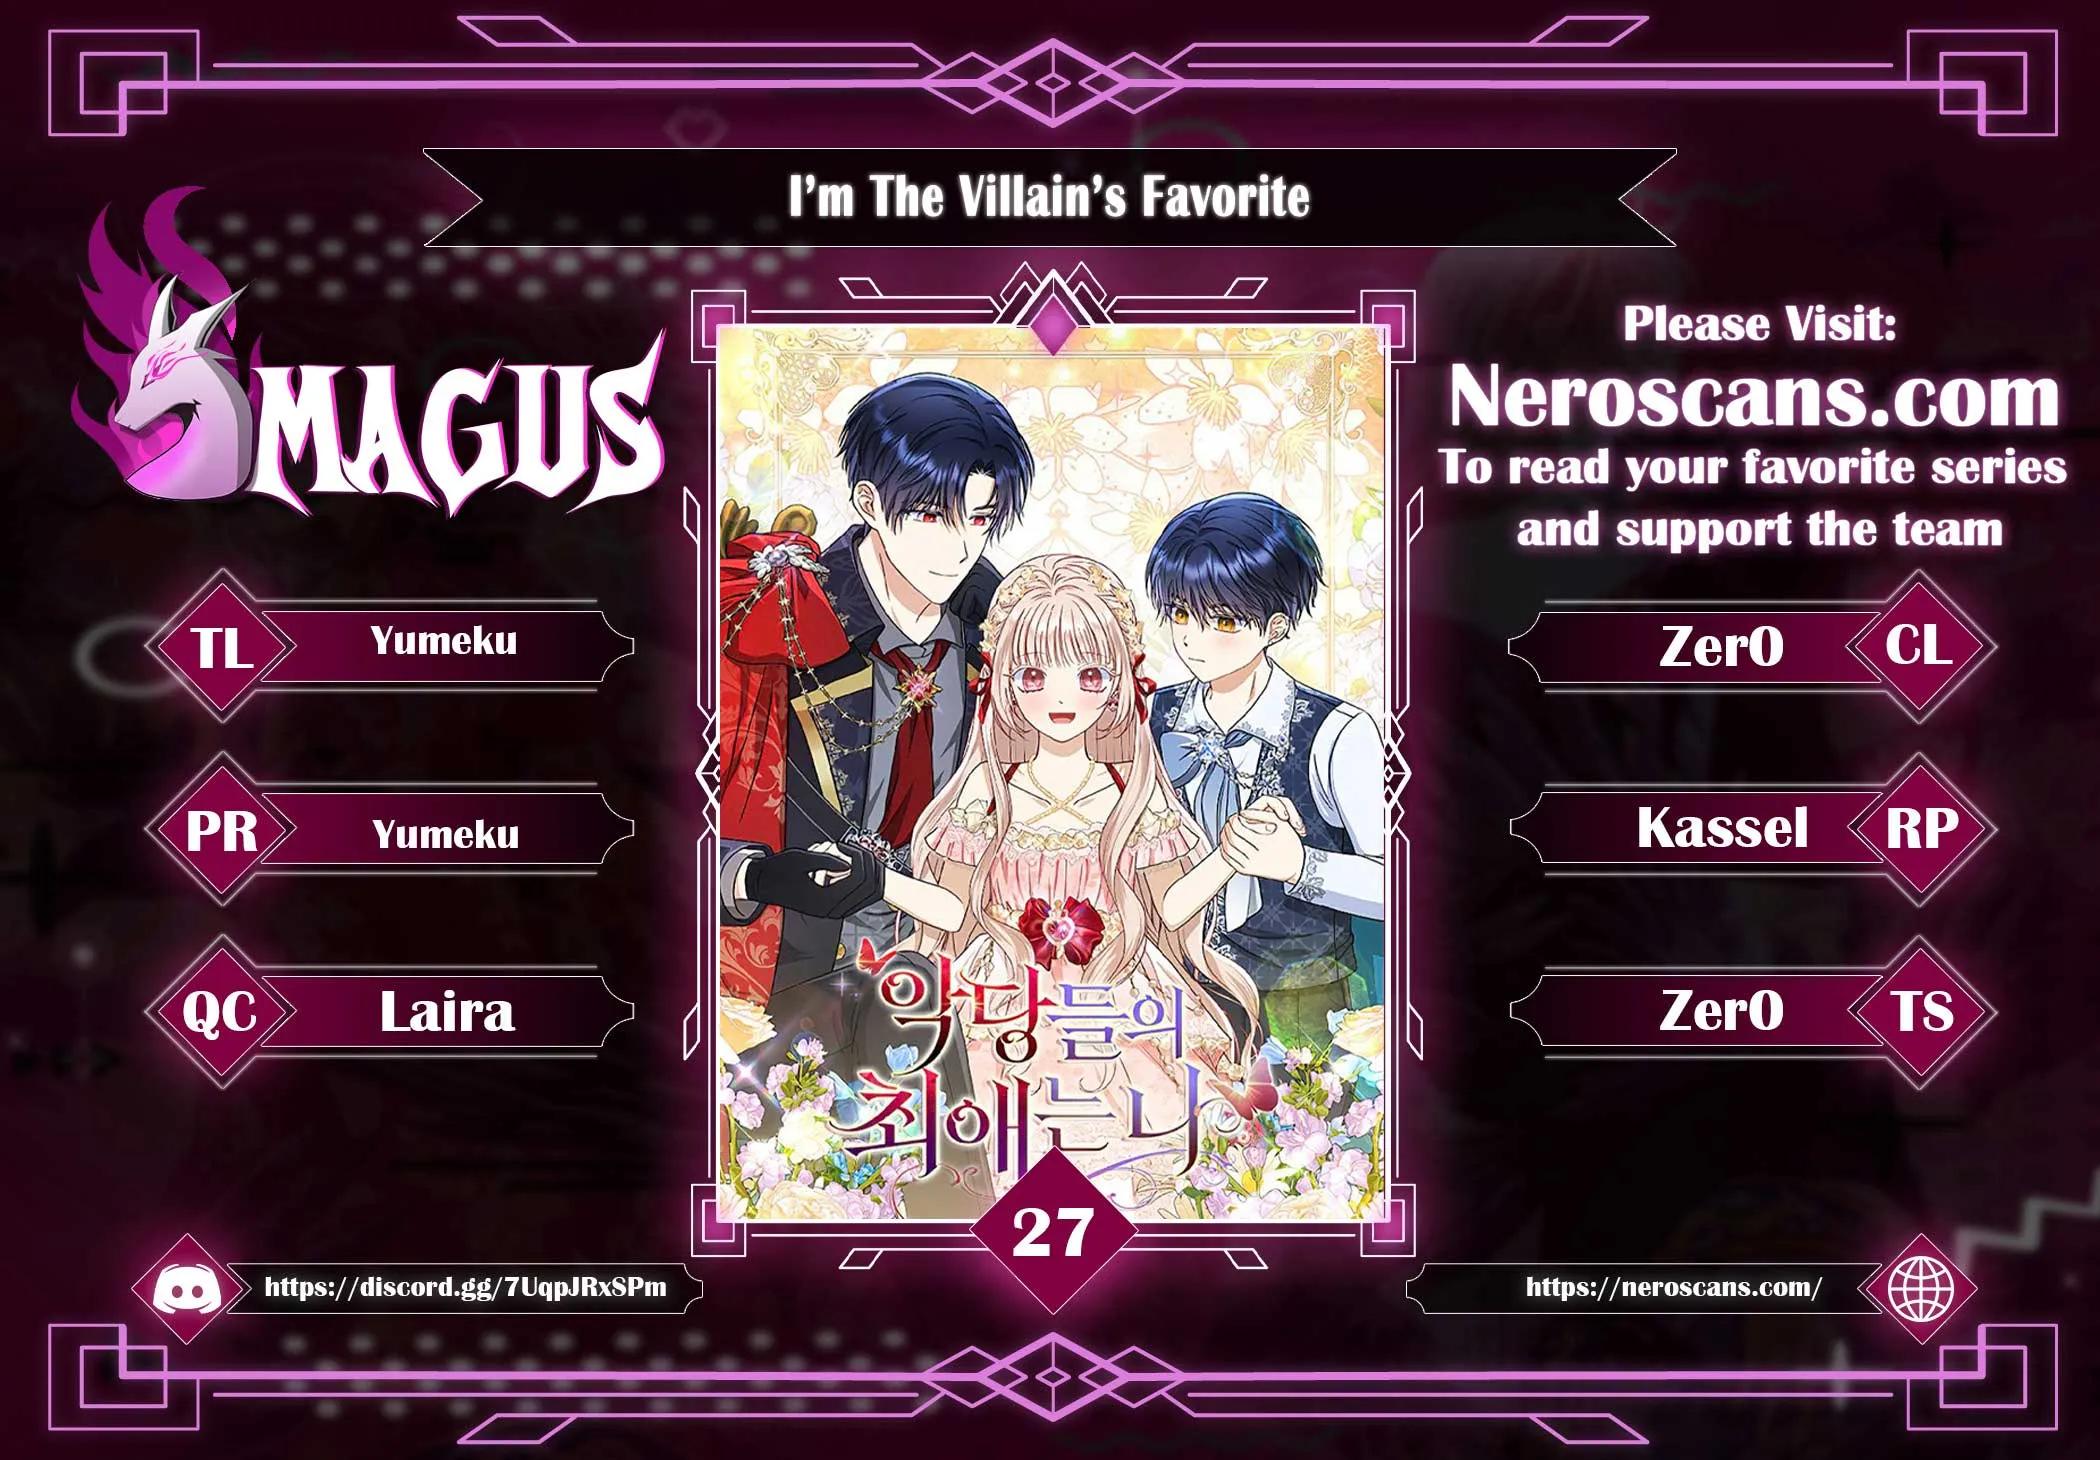 I'm The Villain's Favorite
MAGUS
Please Visit:
Neroscans.com
To read your favorite series
and support the team
TL
Yumeku
PR
Yumeku
QC
Laira
Zer0
CL
Kassel
RP
Zer0
TS
악당들의
최애는 나
27
https://discord.gg/7UqpJRxSPm
https://neroscans.com/